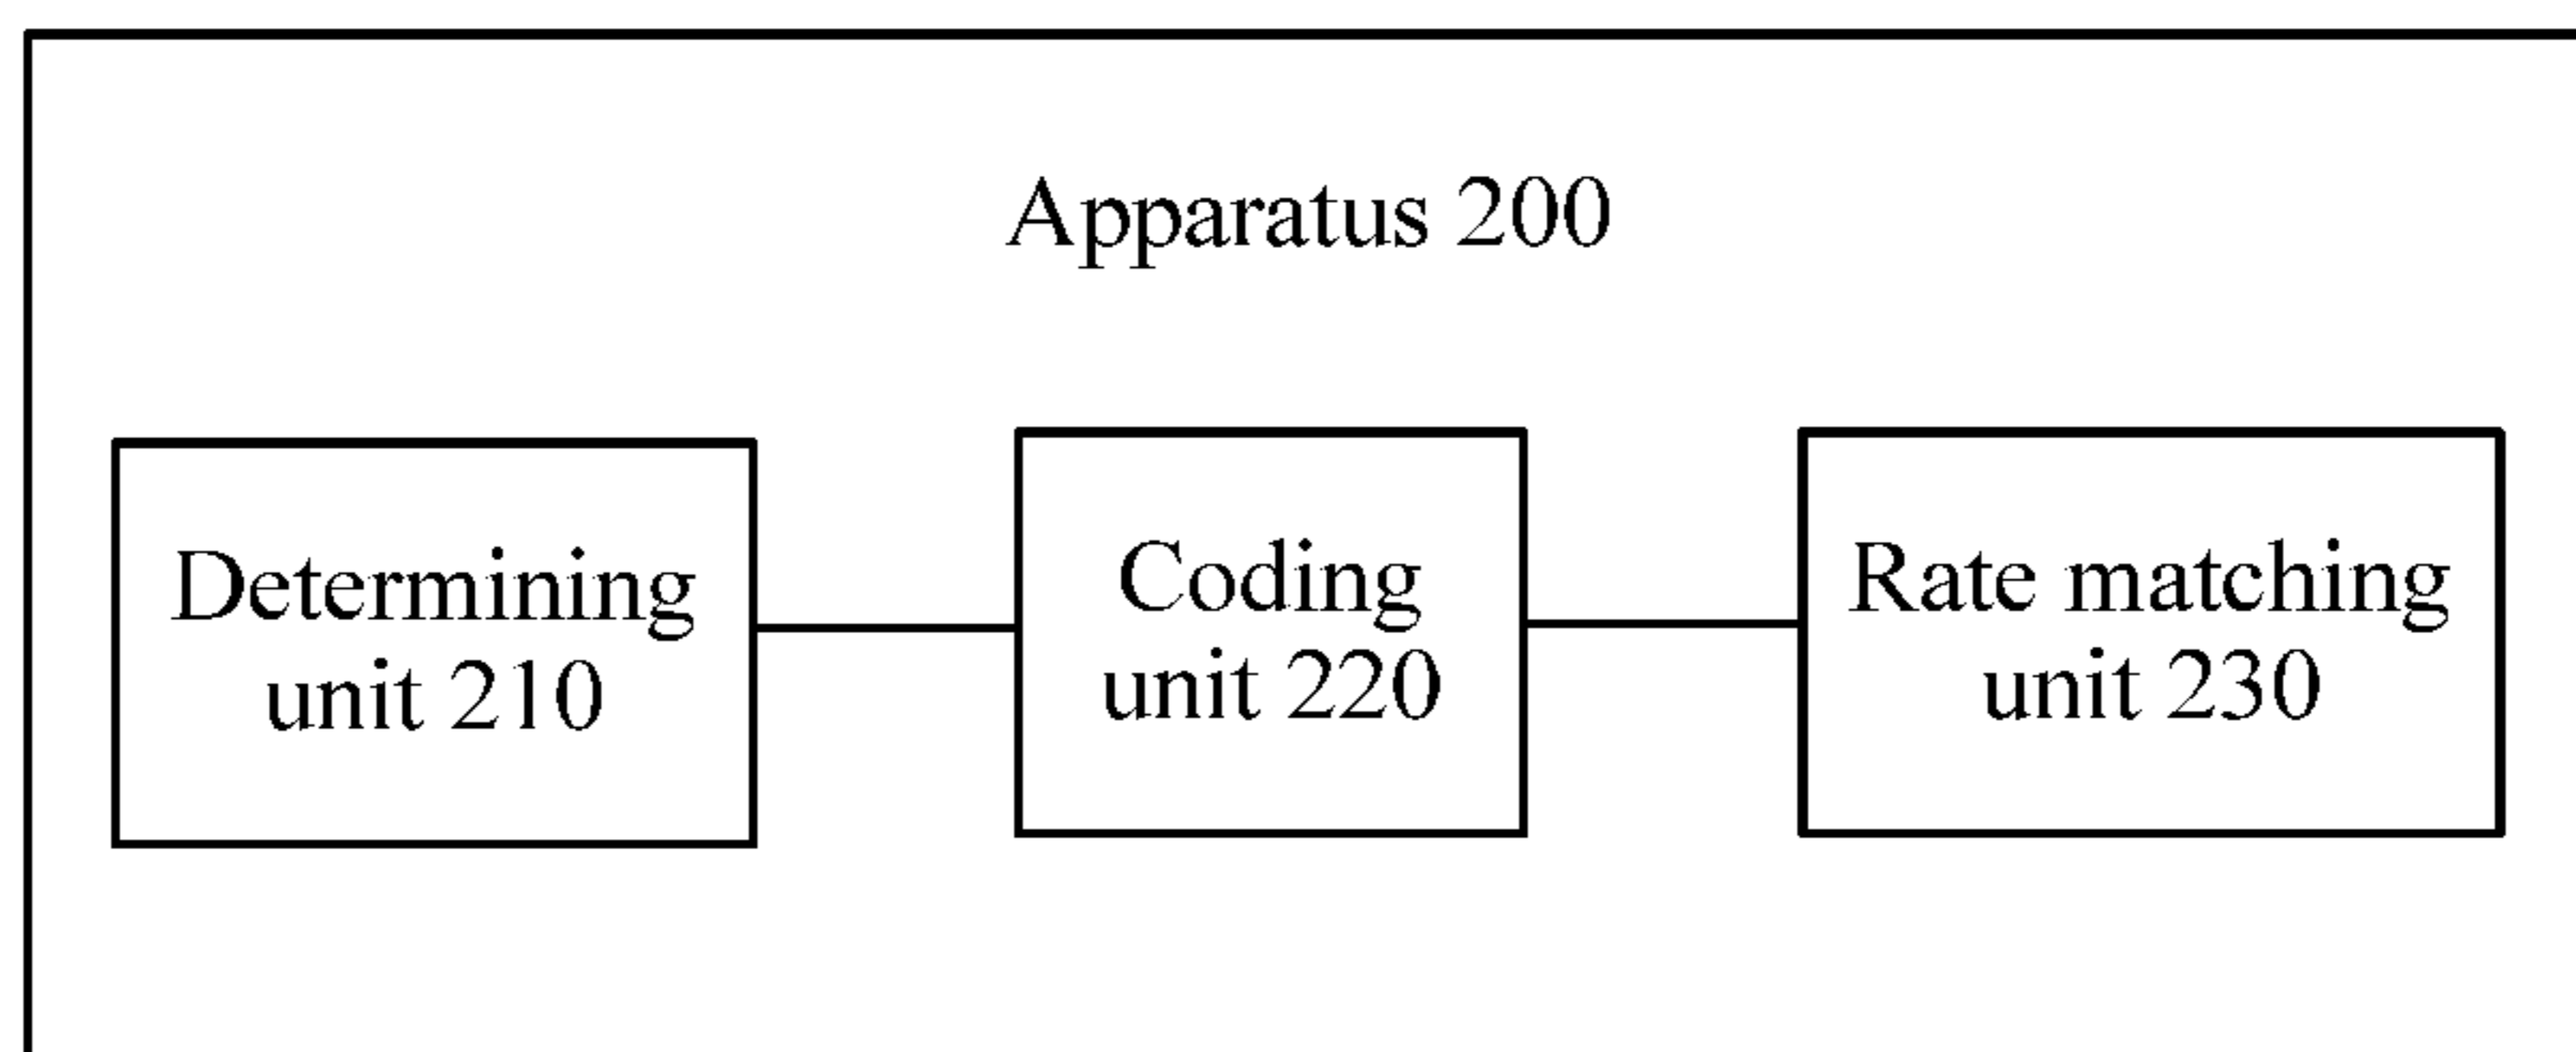 Apparatus 200
Determining
unit 210
Coding
unit 220
Rate matching
unit 230